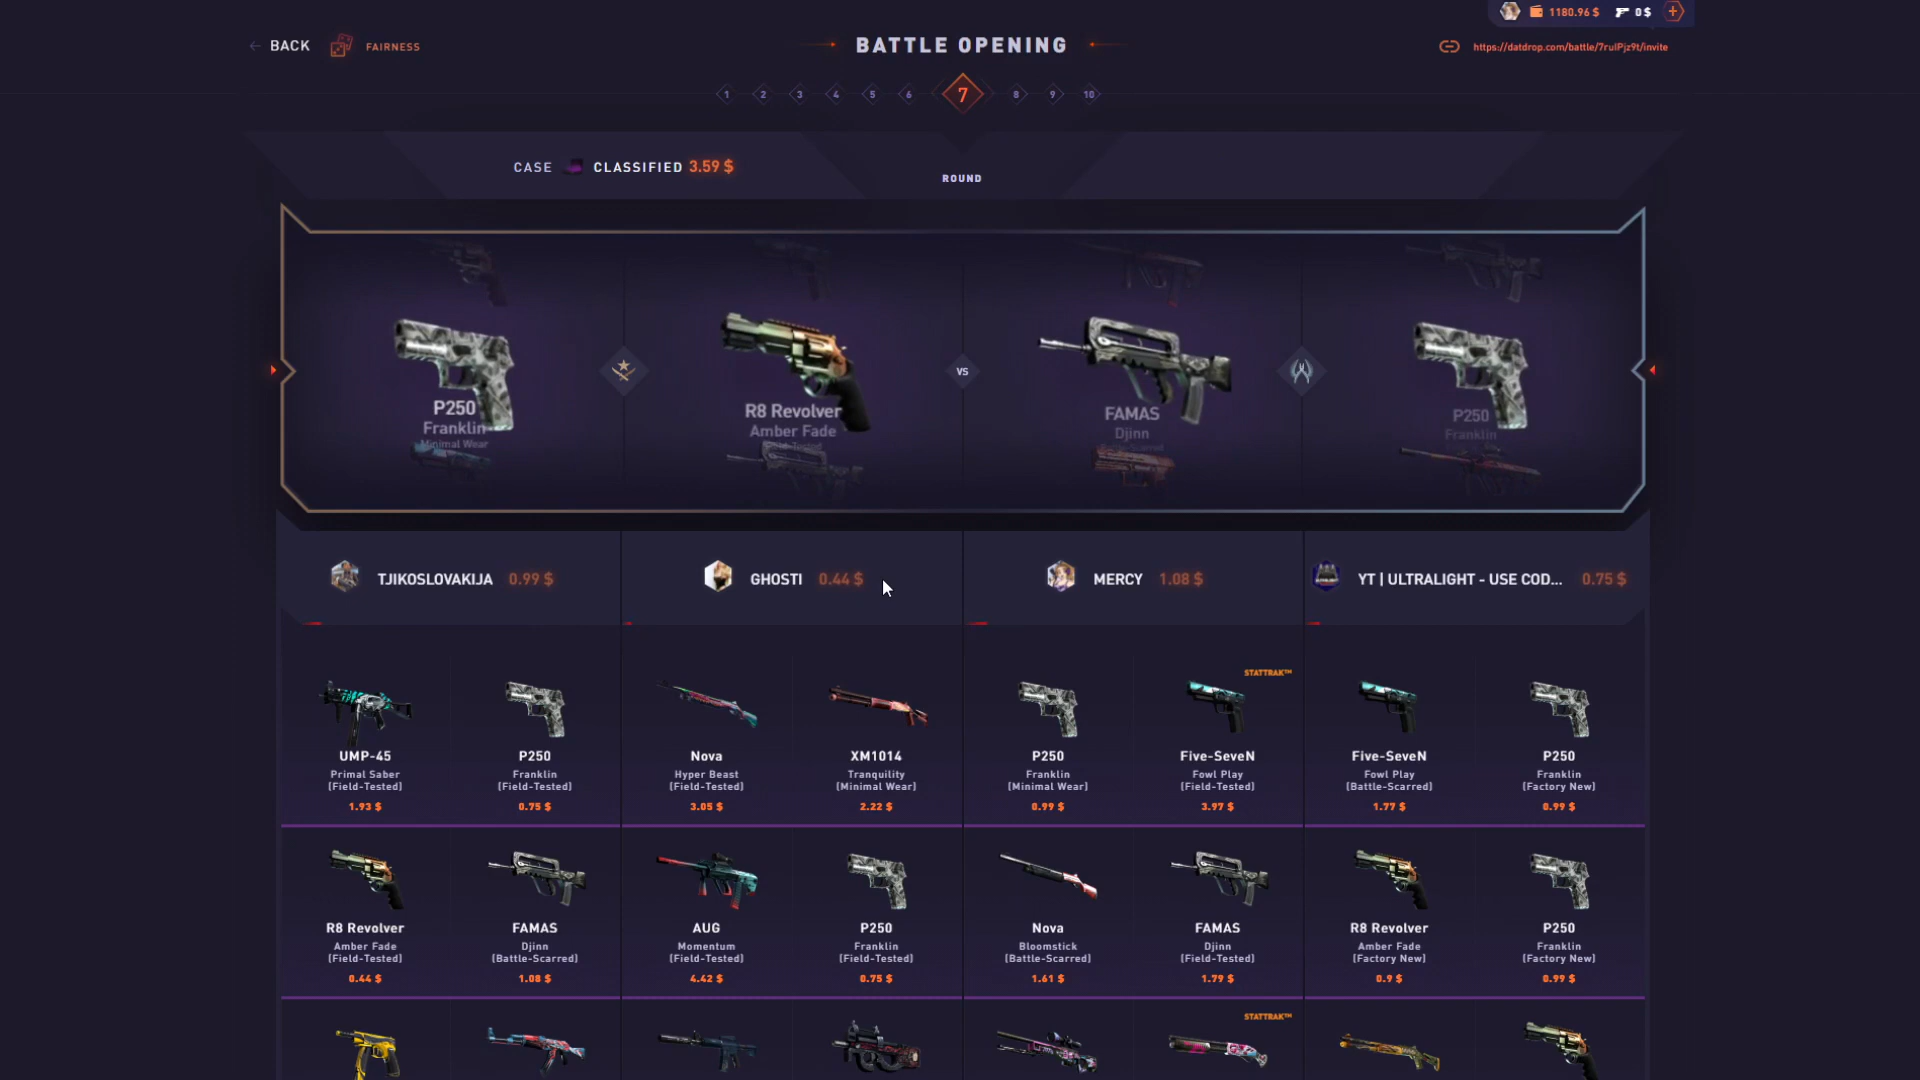 1180.96 $ 0 $
BACK FAIRNESS
BATTLE OPENING
https://datdrop.com/battle/7rulPjz9t/invite
1 2 3 4 5 6 7 8 9 10
CASE CLASSIFIED 3.59 $
ROUND
P250
Franklin
Minimal Wear
R8 Revolver
Amber Fade
Field-Tested
VS
FAMAS
Djinn
Battle-Scarred
P250
Franklin
TJIKOSLOVAKIJA 0.99 $
GHOSTI 0.44 $
MERCY 1.08 $
YT | ULTRALIGHT - USE COD... 0.75 $
UMP-45
Primal Saber
(Field-Tested)
1.93 $
P250
Franklin
(Field-Tested)
0.75 $
Nova
Hyper Beast
(Field-Tested)
3.05 $
XM1014
Tranquility
(Minimal Wear)
2.22 $
P250
Franklin
(Minimal Wear)
0.99 $
STATTRAK™
Five-SeveN
Fowl Play
(Field-Tested)
3.97 $
Five-SeveN
Fowl Play
(Battle-Scarred)
1.77 $
P250
Franklin
(Factory New)
0.99 $
R8 Revolver
Amber Fade
(Field-Tested)
0.44 $
FAMAS
Djinn
(Battle-Scarred)
1.08 $
AUG
Momentum
(Field-Tested)
4.42 $
P250
Franklin
(Field-Tested)
0.75 $
Nova
Bloomstick
(Battle-Scarred)
1.61 $
FAMAS
Djinn
(Field-Tested)
1.79 $
R8 Revolver
Amber Fade
(Factory New)
0.9 $
P250
Franklin
(Factory New)
0.99 $
STATTRAK™